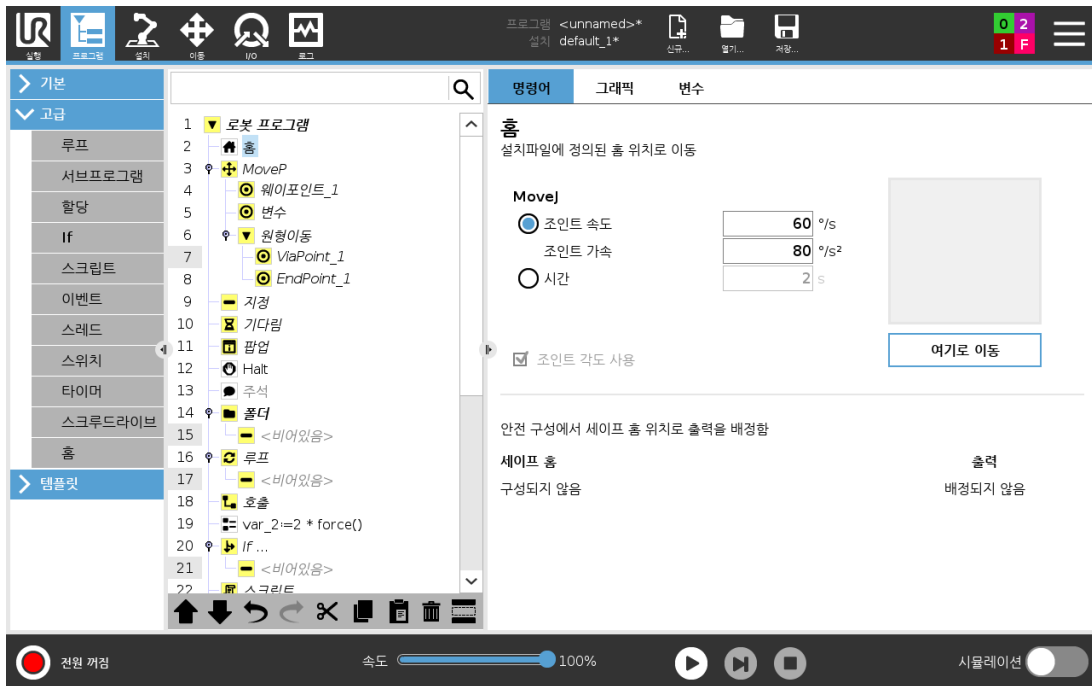 UR
실행
프로그램
설치
이동
I/O
로그
프로그램 <unnamed>*
설치 default_1*
신규...
열기...
저장...
0 2
1 F
기본
고급
루프
서브프로그램
할당
If
스크립트
이벤트
스레드
스위치
타이머
스크루드라이브
홈
템플릿
1 로봇 프로그램
2 홈
3 MoveP
4 웨이포인트_1
5 변수
6 원형이동
7 ViaPoint_1
8 EndPoint_1
9 지정
10 기다림
11 팝업
12 Halt
13 주석
14 폴더
15 <비어있음>
16 루프
17 <비어있음>
18 호출
19 var_2:=2 * force()
20 If ...
21 <비어있음>
22 스크립트
명령어 그래픽 변수
홈
설치파일에 정의된 홈 위치로 이동
MoveJ
조인트 속도 60 °/s
조인트 가속 80 °/s²
시간 2 s
여기로 이동
조인트 각도 사용
안전 구성에서 세이프 홈 위치로 출력을 배정함
세이프 홈 출력
구성되지 않음 배정되지 않음
전원 꺼짐
속도 100%
시뮬레이션